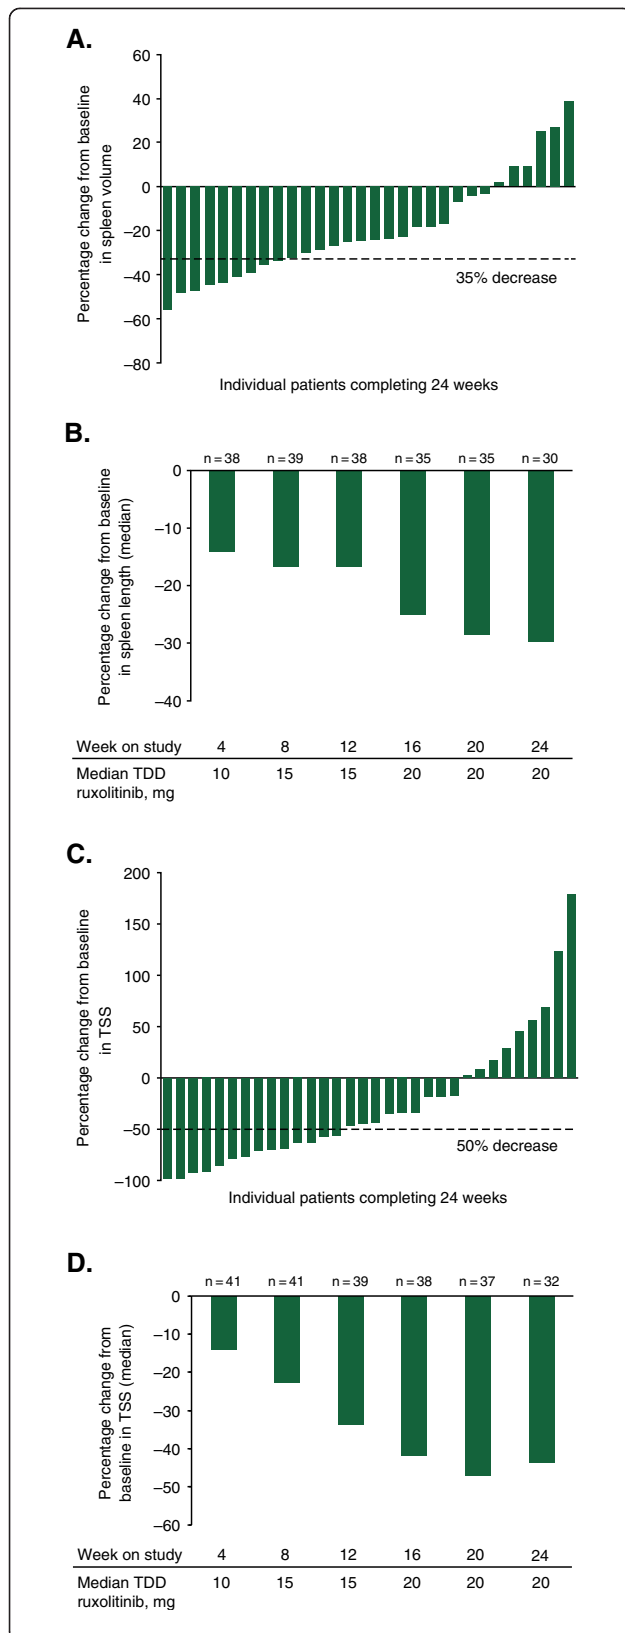 A.
60
40
20
0
–20
–40
–60
–80
Percentage change from baseline
in spleen volume
35% decrease
Individual patients completing 24 weeks
B.
n = 38 n = 39 n = 38 n = 35 n = 35 n = 30
0
–10
–20
–30
–40
Percentage change from baseline
in spleen length (median)
Week on study 4 8 12 16 20 24
Median TDD 10 15 15 20 20 20
ruxolitinib, mg
C.
200
150
100
50
0
–50
–100
Percentage change from baseline
in TSS
50% decrease
Individual patients completing 24 weeks
D.
n = 41 n = 41 n = 39 n = 38 n = 37 n = 32
0
–10
–20
–30
–40
–50
–60
Percentage change from
baseline in TSS (median)
Week on study 4 8 12 16 20 24
Median TDD 10 15 15 20 20 20
ruxolitinib, mg